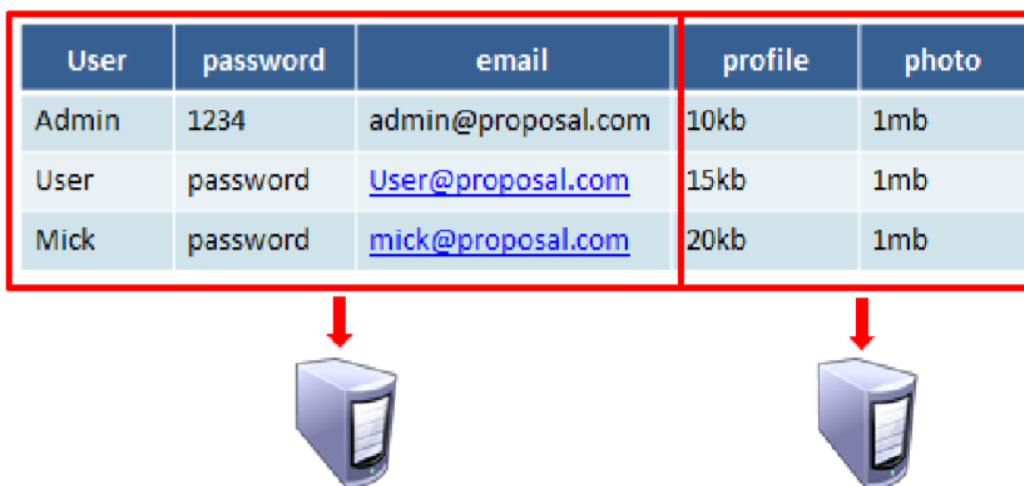 User password email profile photo
Admin 1234 admin@proposal.com 10kb 1mb
User password User@proposal.com 15kb 1mb
Mick password mick@proposal.com 20kb 1mb